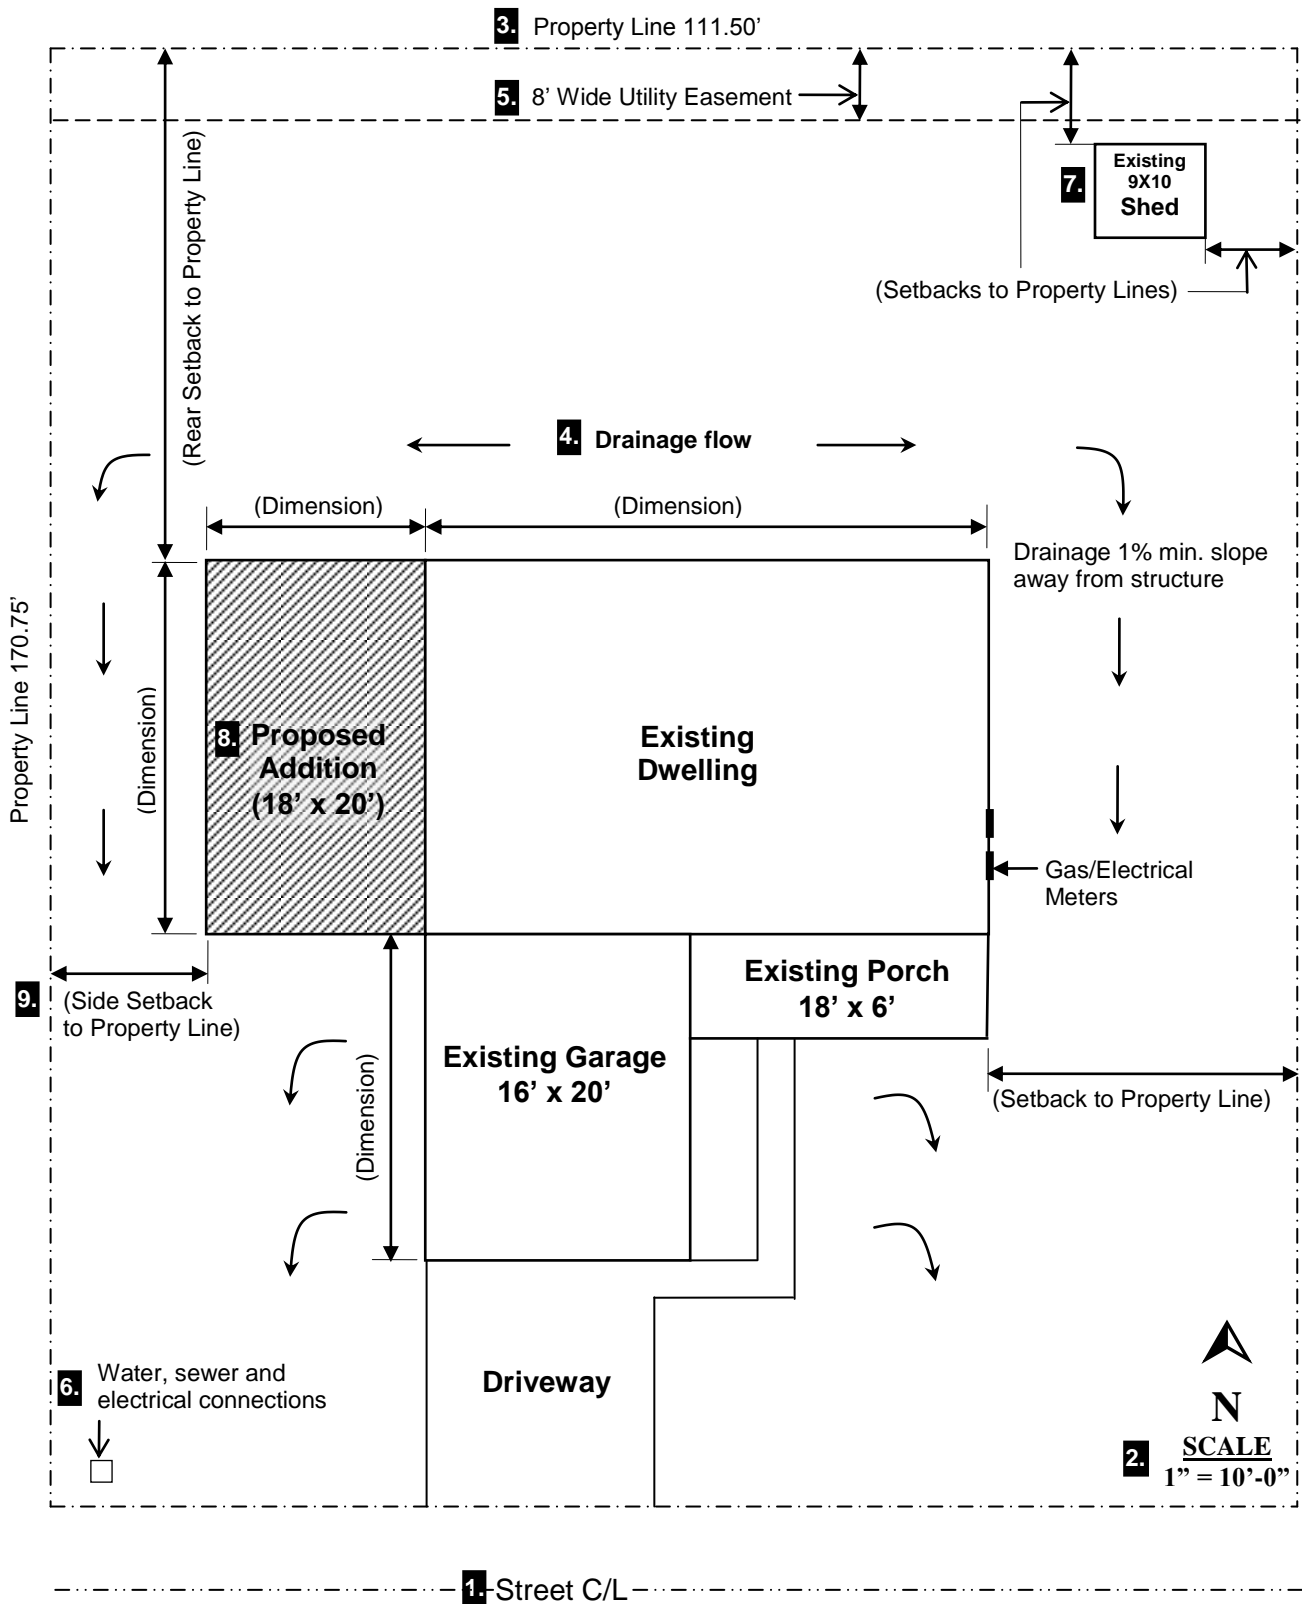 3. Property Line 111.50’
5. 8’ Wide Utility Easement
(Rear Setback to Property Line)
7.
Existing
9X10
Shed
(Setbacks to Property Lines)
4. Drainage flow
(Dimension)
(Dimension)
Drainage 1% min. slope
away from structure
Property Line 170.75’
(Dimension)
8. Proposed
Addition
(18’ x 20’)
Existing
Dwelling
Gas/Electrical
Meters
9. (Side Setback
to Property Line)
Existing Porch
18’ x 6’
Existing Garage
16’ x 20’
(Dimension)
(Setback to Property Line)
6. Water, sewer and
electrical connections
Driveway
N
2. SCALE
1” = 10’-0”
1. Street C/L